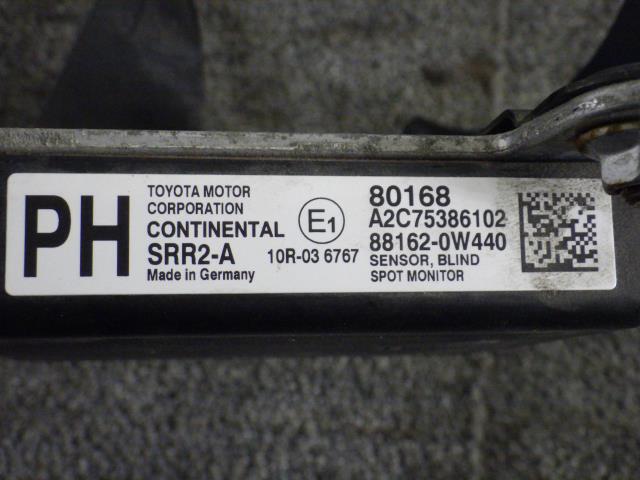 PH
TOYOTA MOTOR
CORPORATION
CONTINENTAL
SRR2-A
Made in Germany
E1
10R-03 6767
80168
A2C75386102
88162-0W440
SENSOR, BLIND
SPOT MONITOR